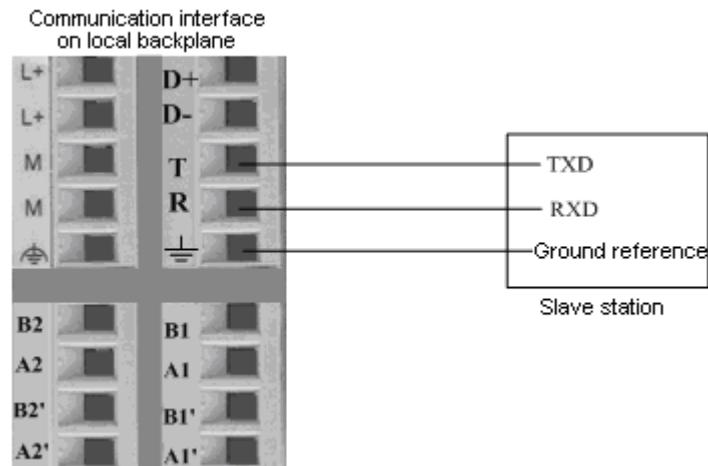 Communication interface
on local backplane
L+ D+
L+ D-
M T TXD
M R RXD
Ground reference
Slave station
B2 B1
A2 A1
B2' B1'
A2' A1'